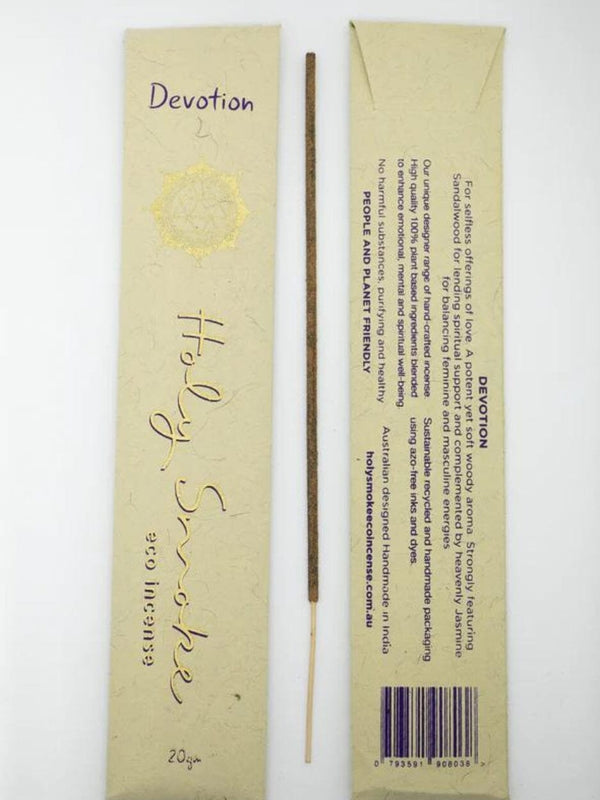 Devotion
Holy Smoke
eco incense
20gm
DEVOTION
For selfless offerings of love. A potent yet soft woody aroma. Strongly featuring
Sandalwood for lending spiritual support and complemented by heavenly Jasmine
for balancing feminine and masculine energies
Our unique designer range of hand-crafted incense.
High quality 100% plant based ingredients blended
to enhance emotional, mental and spiritual well-being.
No harmful substances, purifying and healthy
PEOPLE AND PLANET FRIENDLY
Sustainable recycled and handmade packaging
using azo-free inks and dyes.
Australian designed Handmade in India
holysmokeecoincense.com.au
0 793591 908036 >